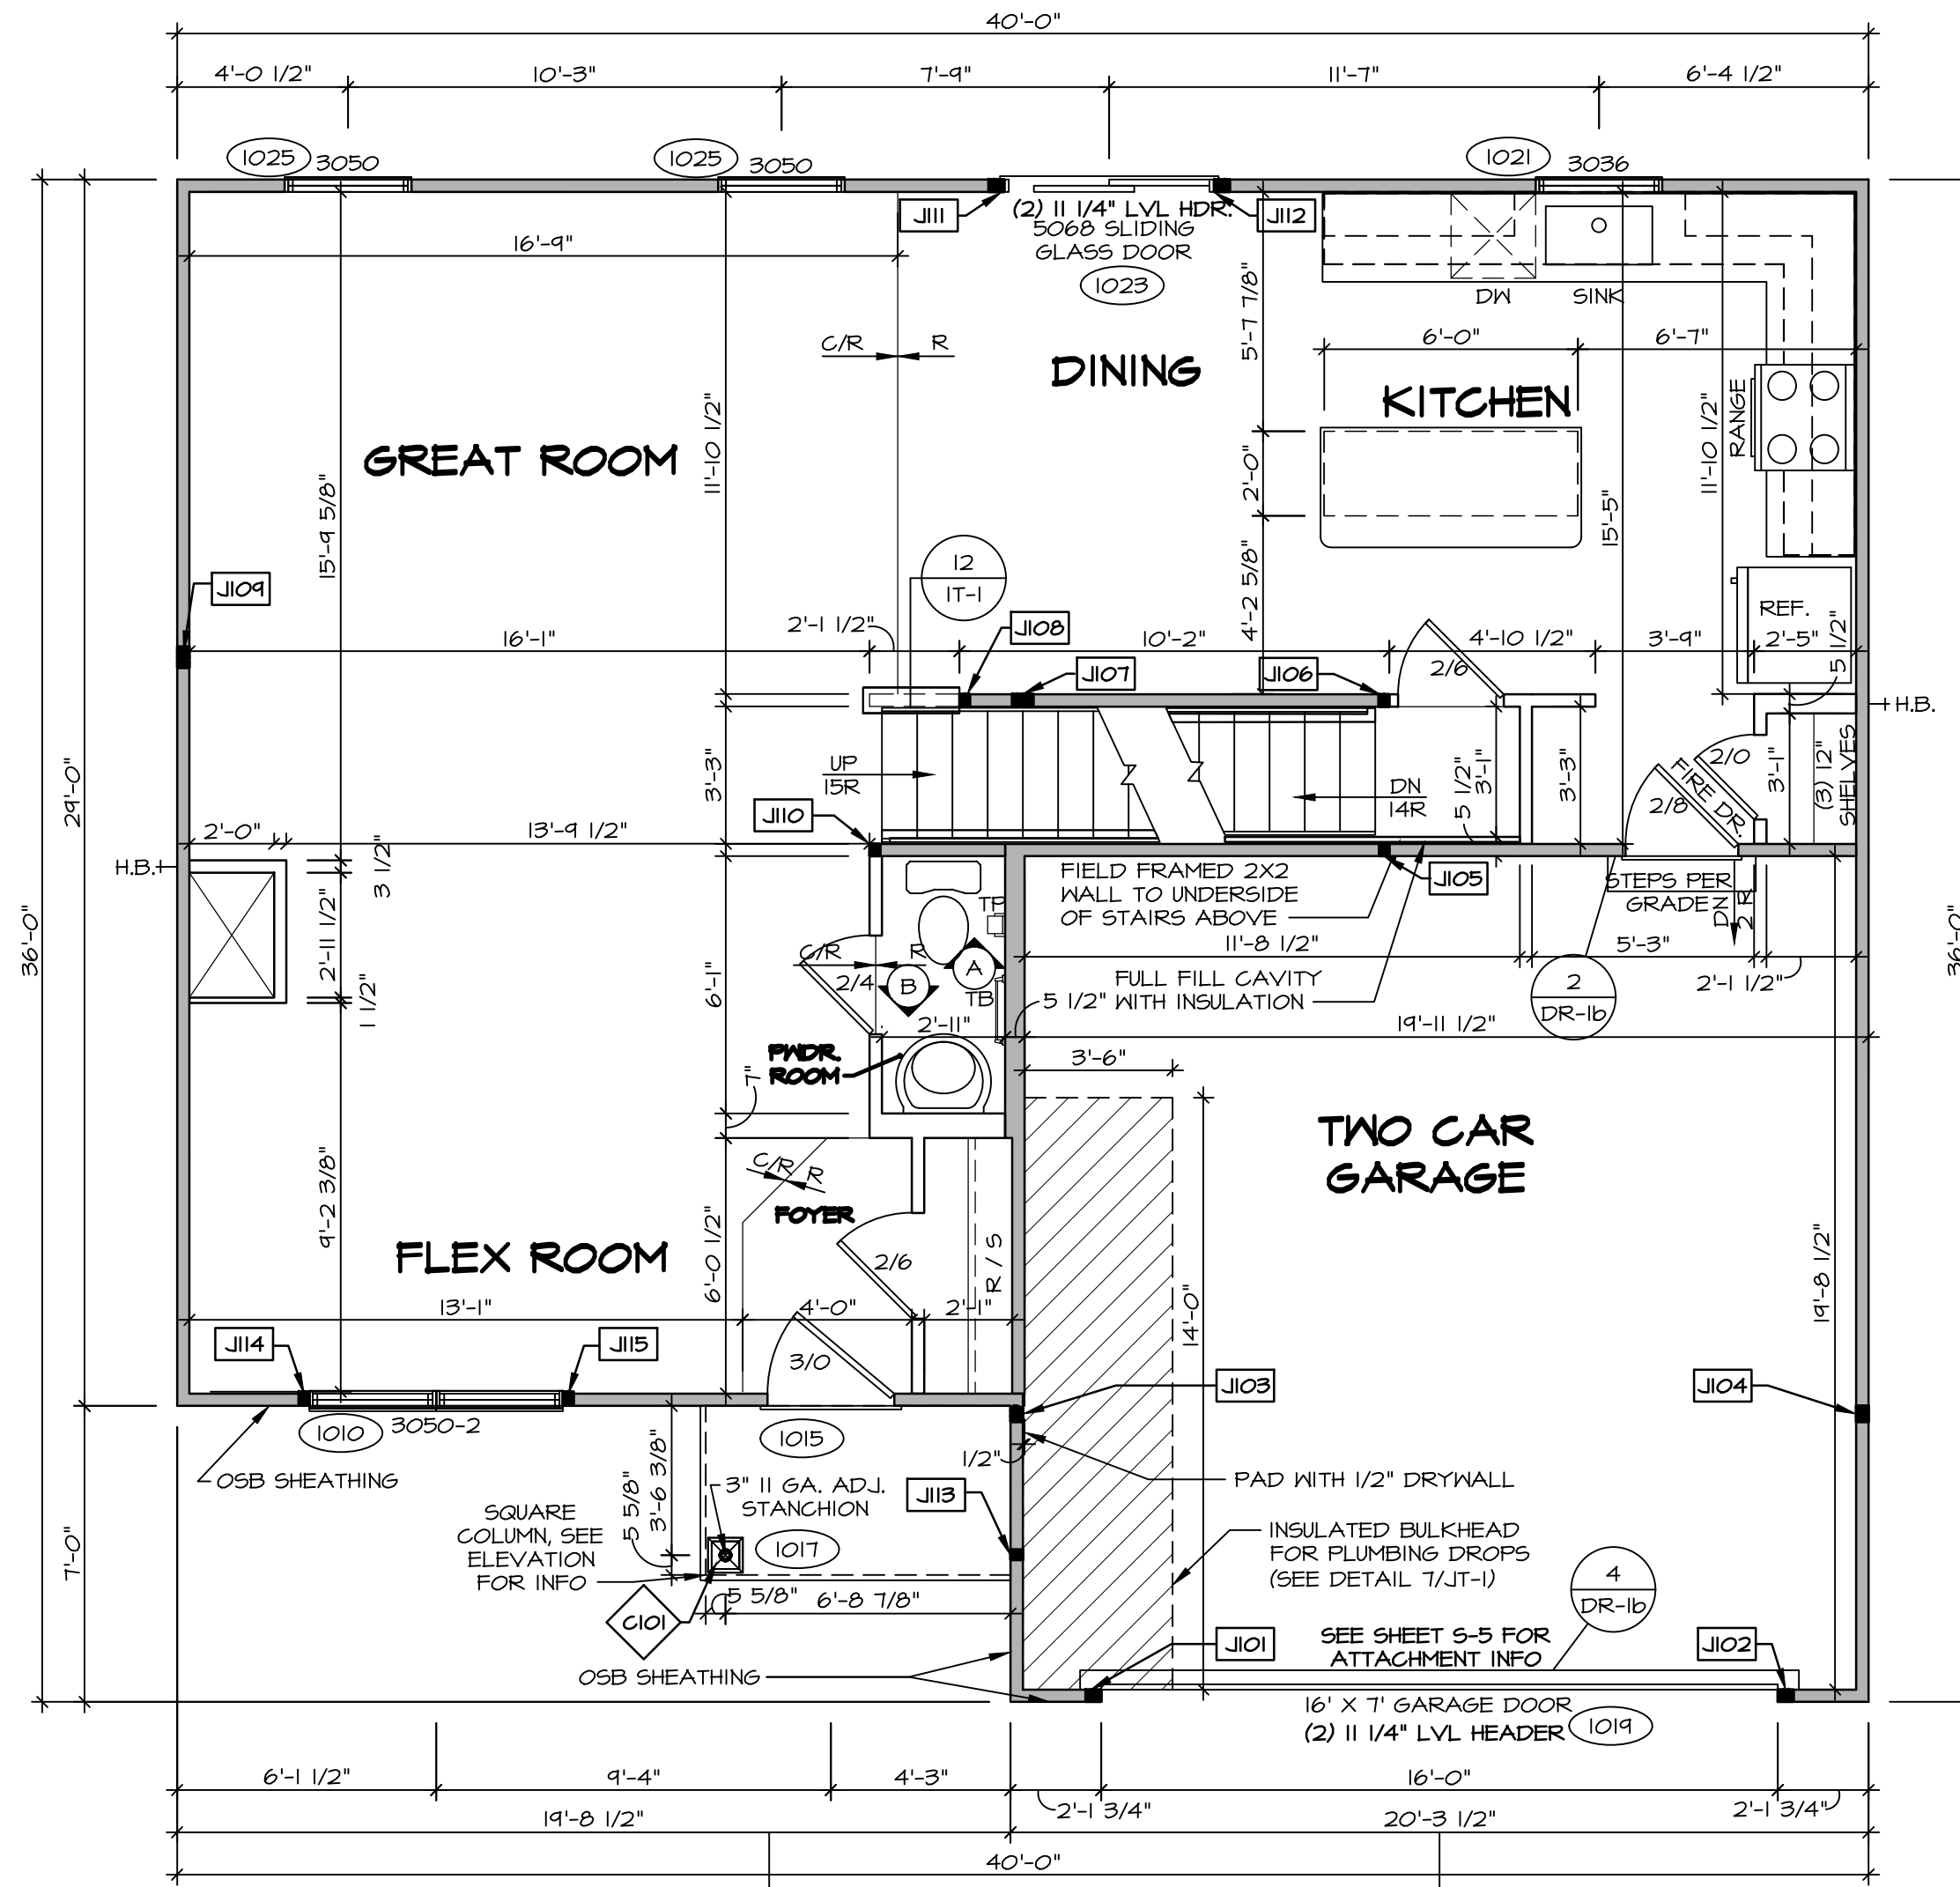 40'-0"
4'-0 1/2"
10'-3"
7'-9"
11'-7"
6'-4 1/2"
1025
3050
1025
3050
1021
3036
J111
(2) 11 1/4" LVL HDR.
5068 SLIDING
GLASS DOOR
1023
J112
16'-9"
DW
SINK
5'-7 7/8"
C/R
R
DINING
6'-0"
6'-7"
KITCHEN
RANGE
GREAT ROOM
11'-10 1/2"
11'-10 1/2"
15'-9 5/8"
2'-0"
15'-5"
12
1T-1
4'-2 5/8"
J109
REF.
5 1/2"
16'-1"
2'-1 1/2"
J108
10'-2"
4'-10 1/2"
3'-9"
2'-5"
J107
J106
2/6
H.B.
29'-0"
3'-3"
UP
15R
DN
14R
5 1/2"
3'-1"
3'-3"
FIRE DR.
2/8
2/0
3'-1"
(3) 12"
SHELVES
J110
2'-0"
13'-9 1/2"
H.B.
3 1/2"
2'-11 1/2"
1 1/2"
FIELD FRAMED 2X2
WALL TO UNDERSIDE
OF STAIRS ABOVE
J105
STEPS PER
GRADE
DN
2 R
TP
36'-0"
36'-0"
C/R
R
2/4
A
B
TB
6'-1"
11'-8 1/2"
5'-3"
2'-1 1/2"
FULL FILL CAVITY
WITH INSULATION
5 1/2"
2
DR-1b
2'-11"
19'-11 1/2"
PWDR.
ROOM
7"
3'-6"
TWO CAR
GARAGE
C/R
R
FOYER
9'-2 3/8"
6'-0 1/2"
FLEX ROOM
2/6
R / S
14'-0"
19'-8 1/2"
13'-1"
4'-0"
2'-1"
J114
J115
3/0
J103
J104
1010
3050-2
1015
OSB SHEATHING
1/2"
PAD WITH 1/2" DRYWALL
3" 11 GA. ADJ.
STANCHION
J113
5 5/8"
3'-6 3/8"
SQUARE
COLUMN, SEE
ELEVATION
FOR INFO
1017
INSULATED BULKHEAD
FOR PLUMBING DROPS
(SEE DETAIL 7/JT-1)
4
DR-1b
5 5/8"
6'-8 7/8"
C101
7'-0"
OSB SHEATHING
J101
SEE SHEET S-5 FOR
ATTACHMENT INFO
J102
16' X 7' GARAGE DOOR
(2) 11 1/4" LVL HEADER
1019
6'-1 1/2"
9'-4"
4'-3"
2'-1 3/4"
16'-0"
2'-1 3/4"
19'-8 1/2"
20'-3 1/2"
40'-0"